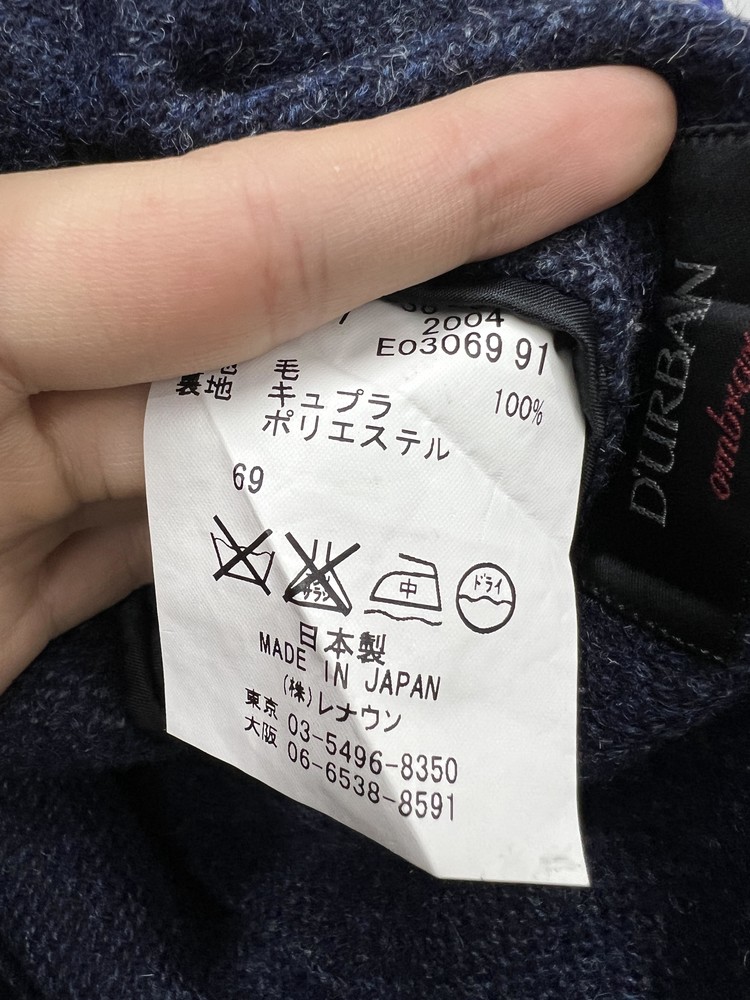 2004
E03069 91
毛
裏地 キュプラ 100%
ポリエステル
69
中 ドライ
日本製
MADE IN JAPAN
(株)レナウン
東京 03-5496-8350
大阪 06-6538-8591
D'URBAN